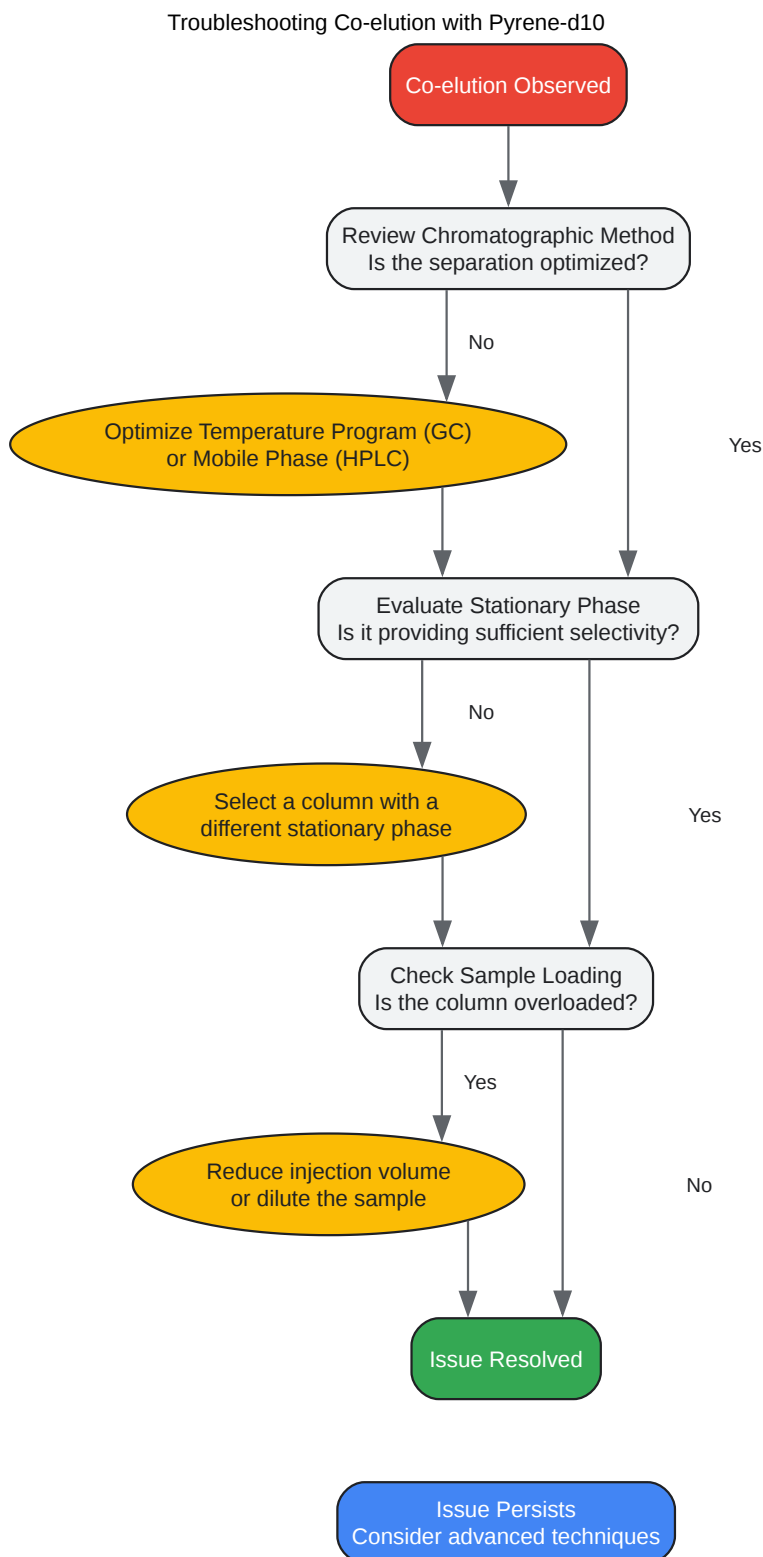 Troubleshooting Co-elution with Pyrene-d10
Co-elution Observed
Review Chromatographic Method
Is the separation optimized?
No
Optimize Temperature Program (GC)
or Mobile Phase (HPLC)
Yes
Evaluate Stationary Phase
Is it providing sufficient selectivity?
No
Select a column with a
different stationary phase
Yes
Check Sample Loading
Is the column overloaded?
Yes
Reduce injection volume
or dilute the sample
No
Issue Resolved
Issue Persists
Consider advanced techniques